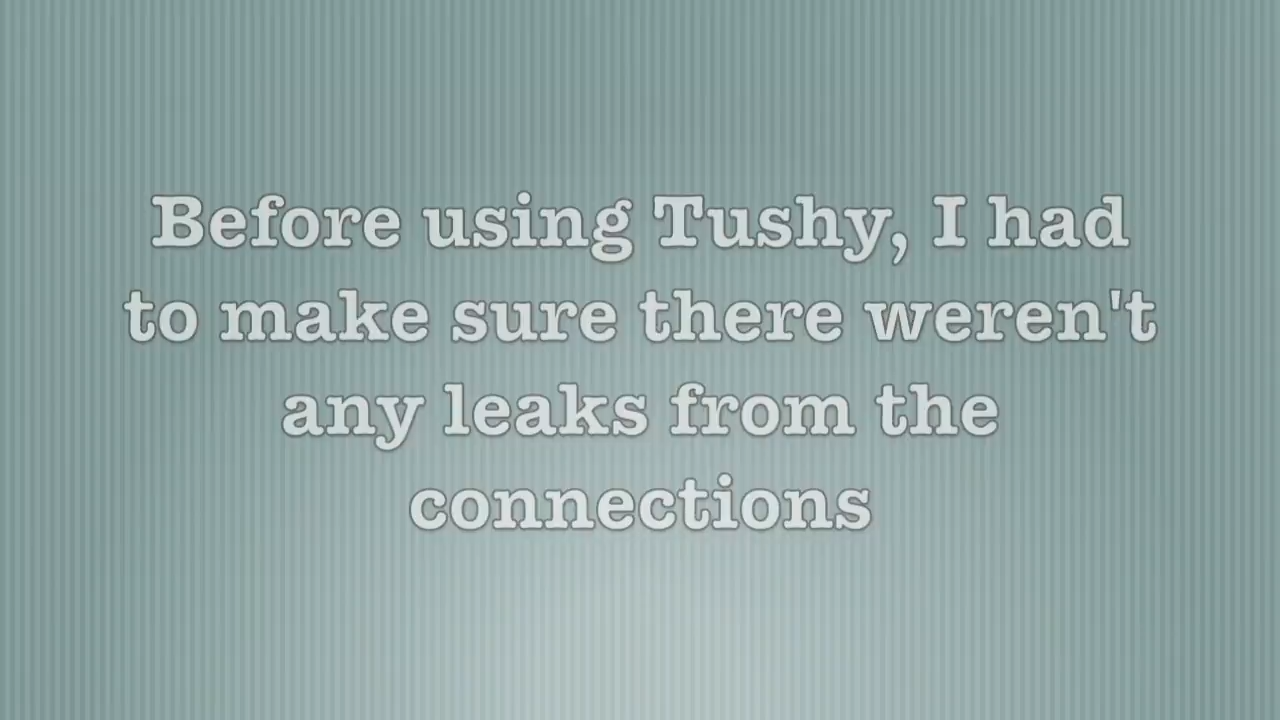 Before using Tushy, I had
to make sure there weren't
any leaks from the
connections